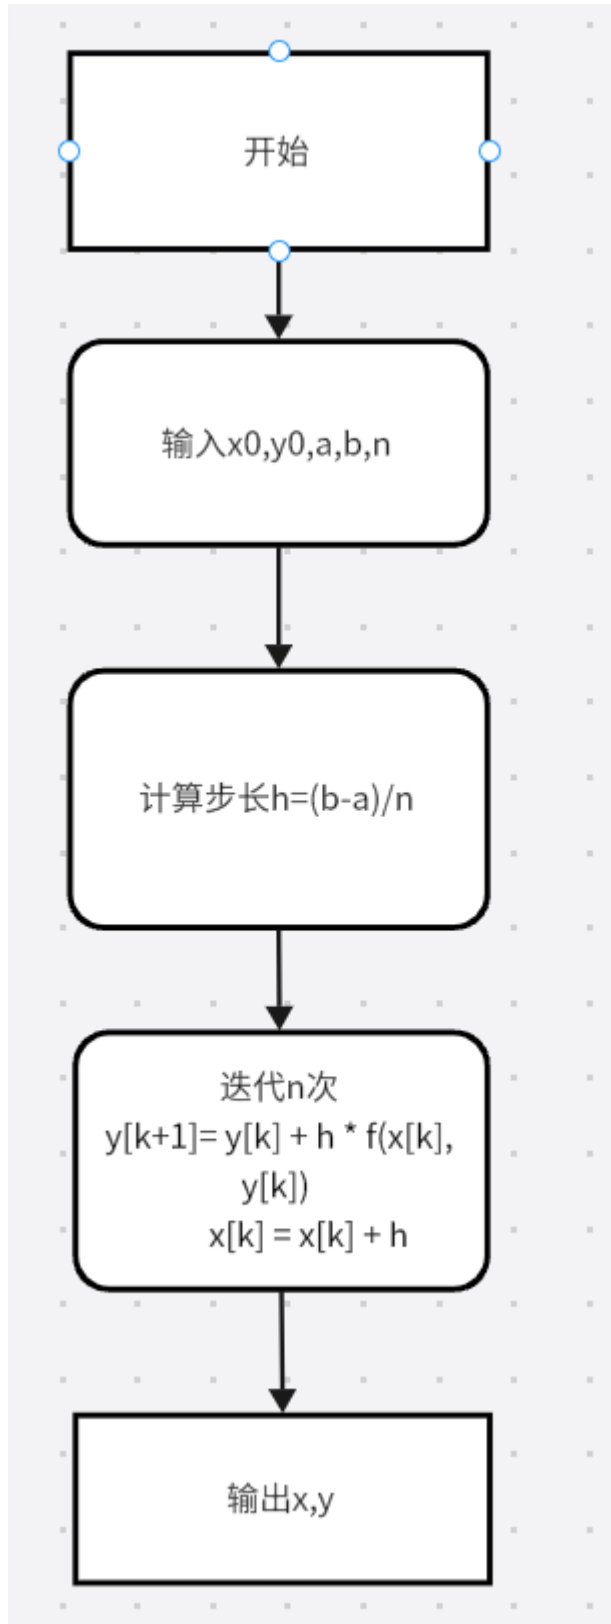 开始
输入x0,y0,a,b,n
计算步长h=(b-a)/n
迭代n次
y[k+1]= y[k] + h * f(x[k],
y[k])
x[k] = x[k] + h
输出x,y